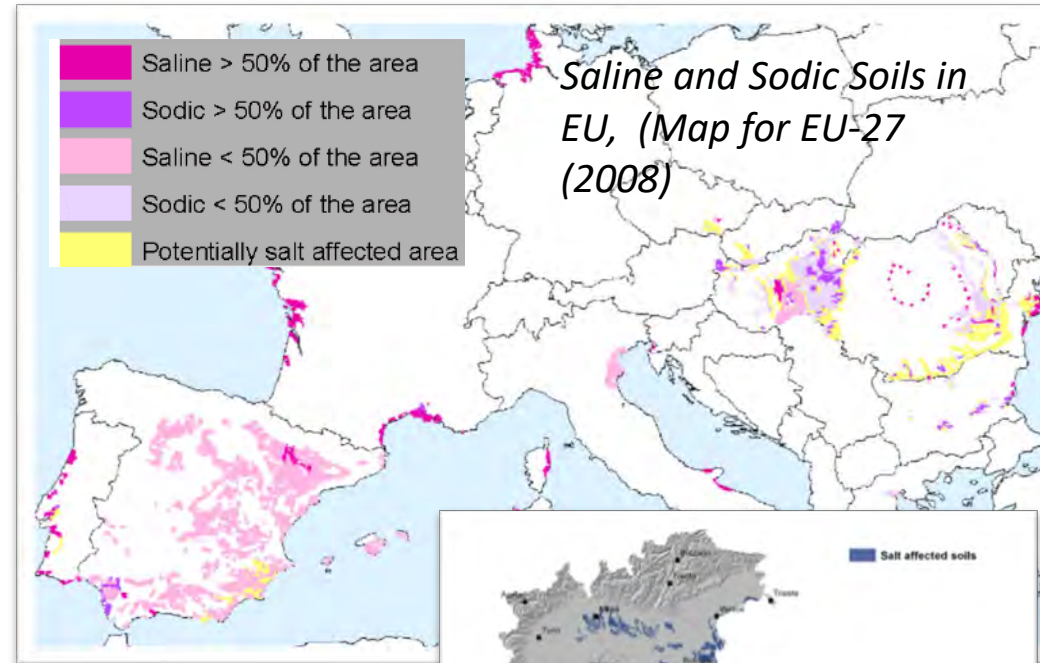 Saline > 50% of the area
Sodic > 50% of the area
Saline < 50% of the area
Sodic < 50% of the area
Potentially salt affected area
Saline and Sodic Soils in
EU,  (Map for EU-27
(2008)
Salt affected soils
Trieste